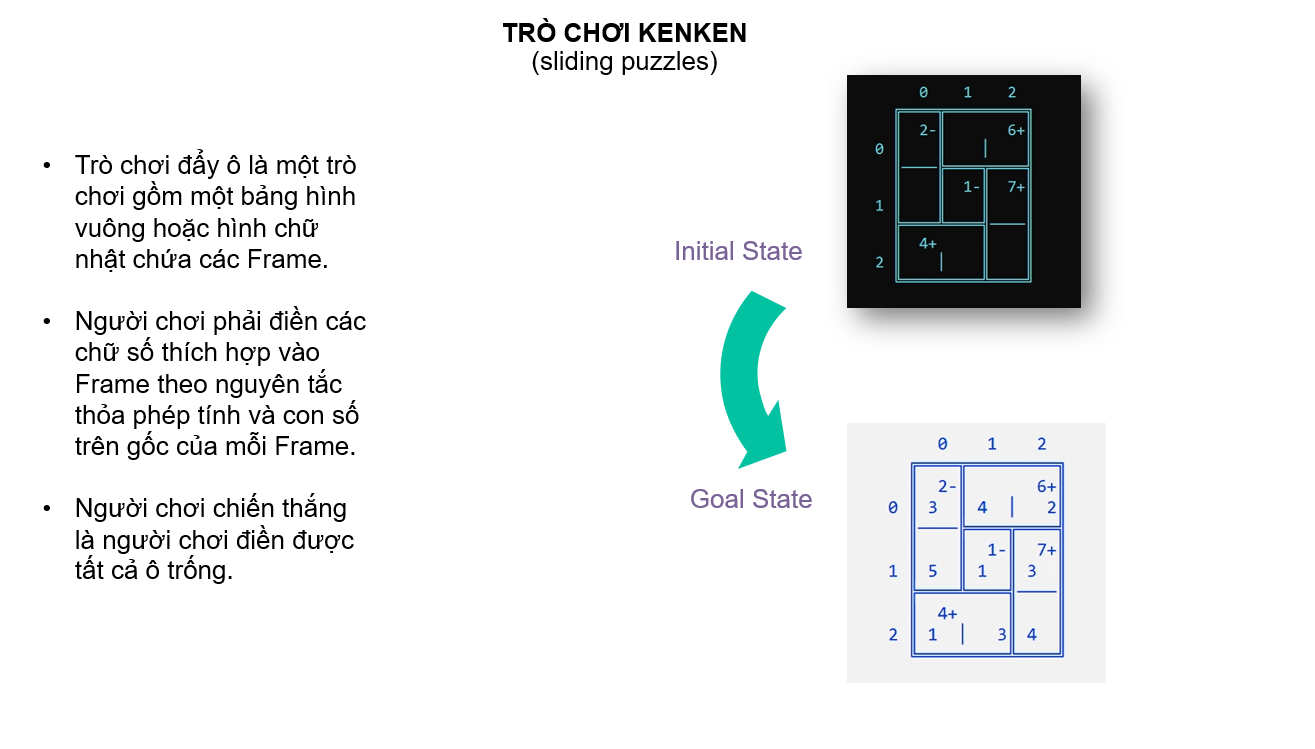 TRÒ CHƠI KENKEN
(sliding puzzles)
• Trò chơi đẩy ô là một trò
chơi gồm một bảng hình
vuông hoặc hình chữ
nhật chứa các Frame.
• Người chơi phải điền các
chữ số thích hợp vào
Frame theo nguyên tắc
thỏa phép tính và con số
trên gốc của mỗi Frame.
• Người chơi chiến thắng
là người chơi điền được
tất cả ô trống.
Initial State
0 1 2
2- 6+
0
1- 7+
1
4+
2
Goal State
0 1 2
2- 6+
0 3 4 2
1- 7+
1 5 1 3
4+
2 1 3 4